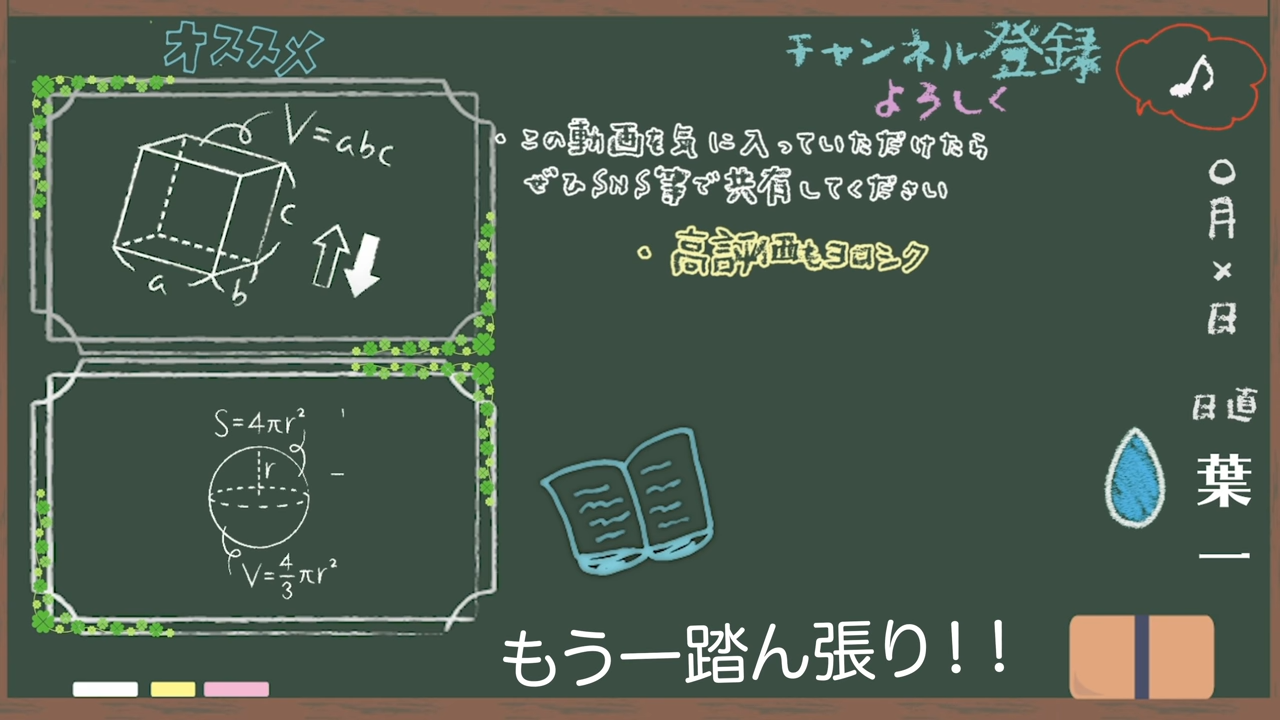 オススメ
V=abc
c
a
b
S=4πr²
r
V=4/3πr²
チャンネル登録
よろしく
・この動画を気に入っていただけたら
ぜひSNS等で共有してください
・高評価もヨロシク
もう一踏ん張り!!
○月×日
日直
葉一